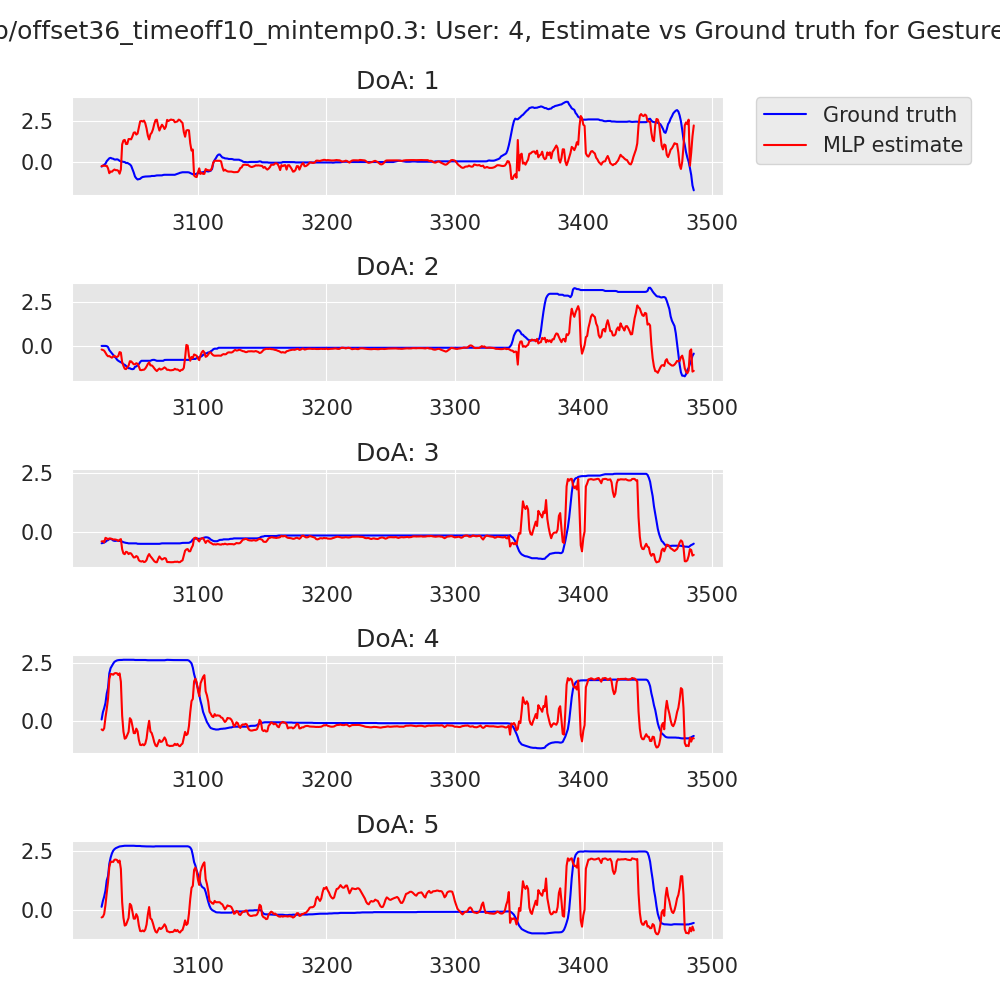 offset36_timeoff10_mintemp0.3: User: 4, Estimate vs Ground truth for Gesture
DoA: 1
Ground truth
MLP estimate
2.5
0.0
3100 3200 3300 3400 3500
DoA: 2
2.5
0.0
3100 3200 3300 3400 3500
DoA: 3
2.5
0.0
3100 3200 3300 3400 3500
DoA: 4
2.5
0.0
3100 3200 3300 3400 3500
DoA: 5
2.5
0.0
3100 3200 3300 3400 3500